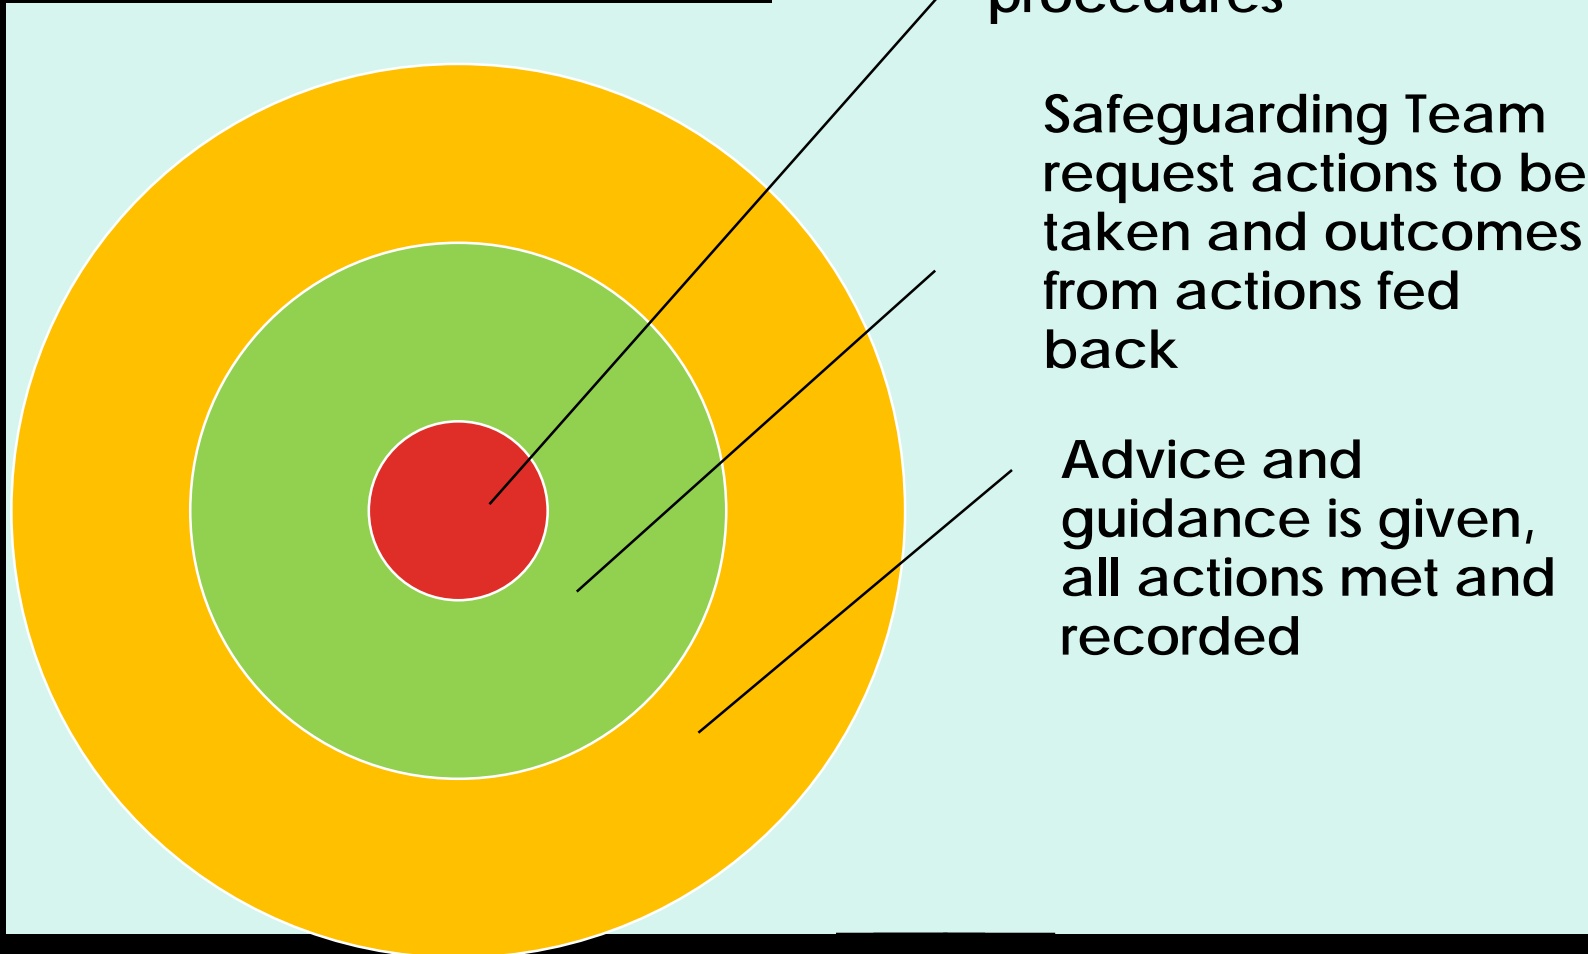 procedures
Safeguarding Team
request actions to be
taken and outcomes
from actions fed
back
Advice and
guidance is given,
all actions met and
recorded